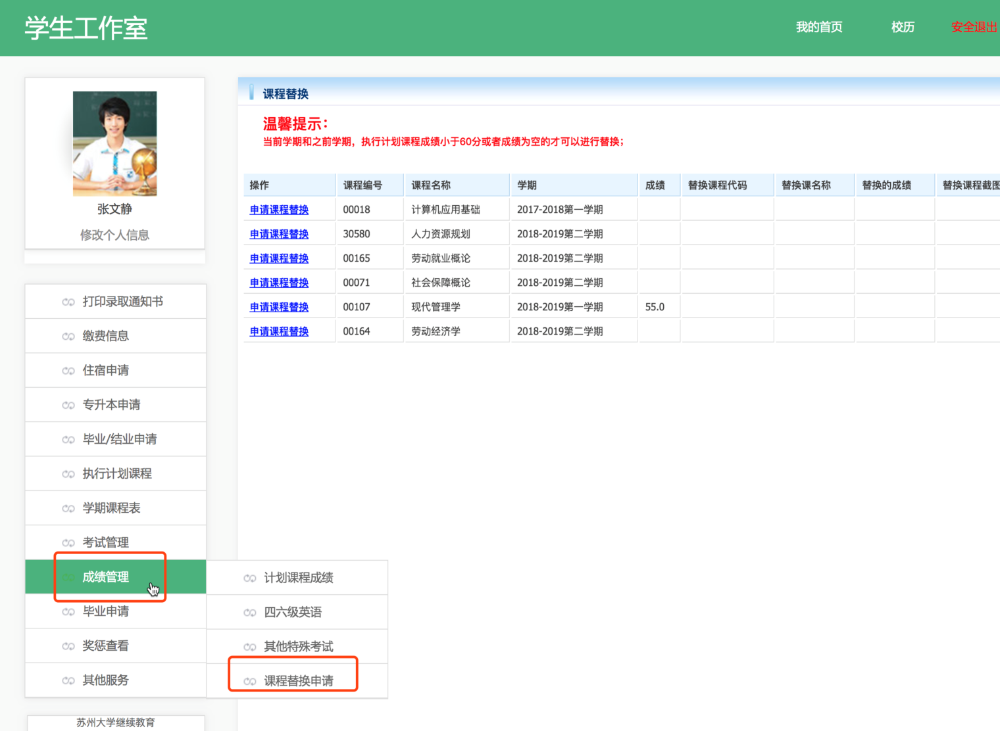 学生工作室
我的首页 校历 安全退出
张文静
修改个人信息
打印录取通知书
缴费信息
住宿申请
专升本申请
毕业/结业申请
执行计划课程
学期课程表
考试管理
成绩管理
毕业申请
奖惩查看
其他服务
苏州大学继续教育
计划课程成绩
四六级英语
其他特殊考试
课程替换申请
课程替换
温馨提示：
当前学期和之前学期，执行计划课程成绩小于60分或者成绩为空的才可以进行替换；
操作 课程编号 课程名称 学期 成绩 替换课程代码 替换课名称 替换的成绩 替换课程截图
申请课程替换 00018 计算机应用基础 2017-2018第一学期
申请课程替换 30580 人力资源规划 2018-2019第二学期
申请课程替换 00165 劳动就业概论 2018-2019第二学期
申请课程替换 00071 社会保障概论 2018-2019第二学期
申请课程替换 00107 现代管理学 2018-2019第一学期 55.0
申请课程替换 00164 劳动经济学 2018-2019第二学期